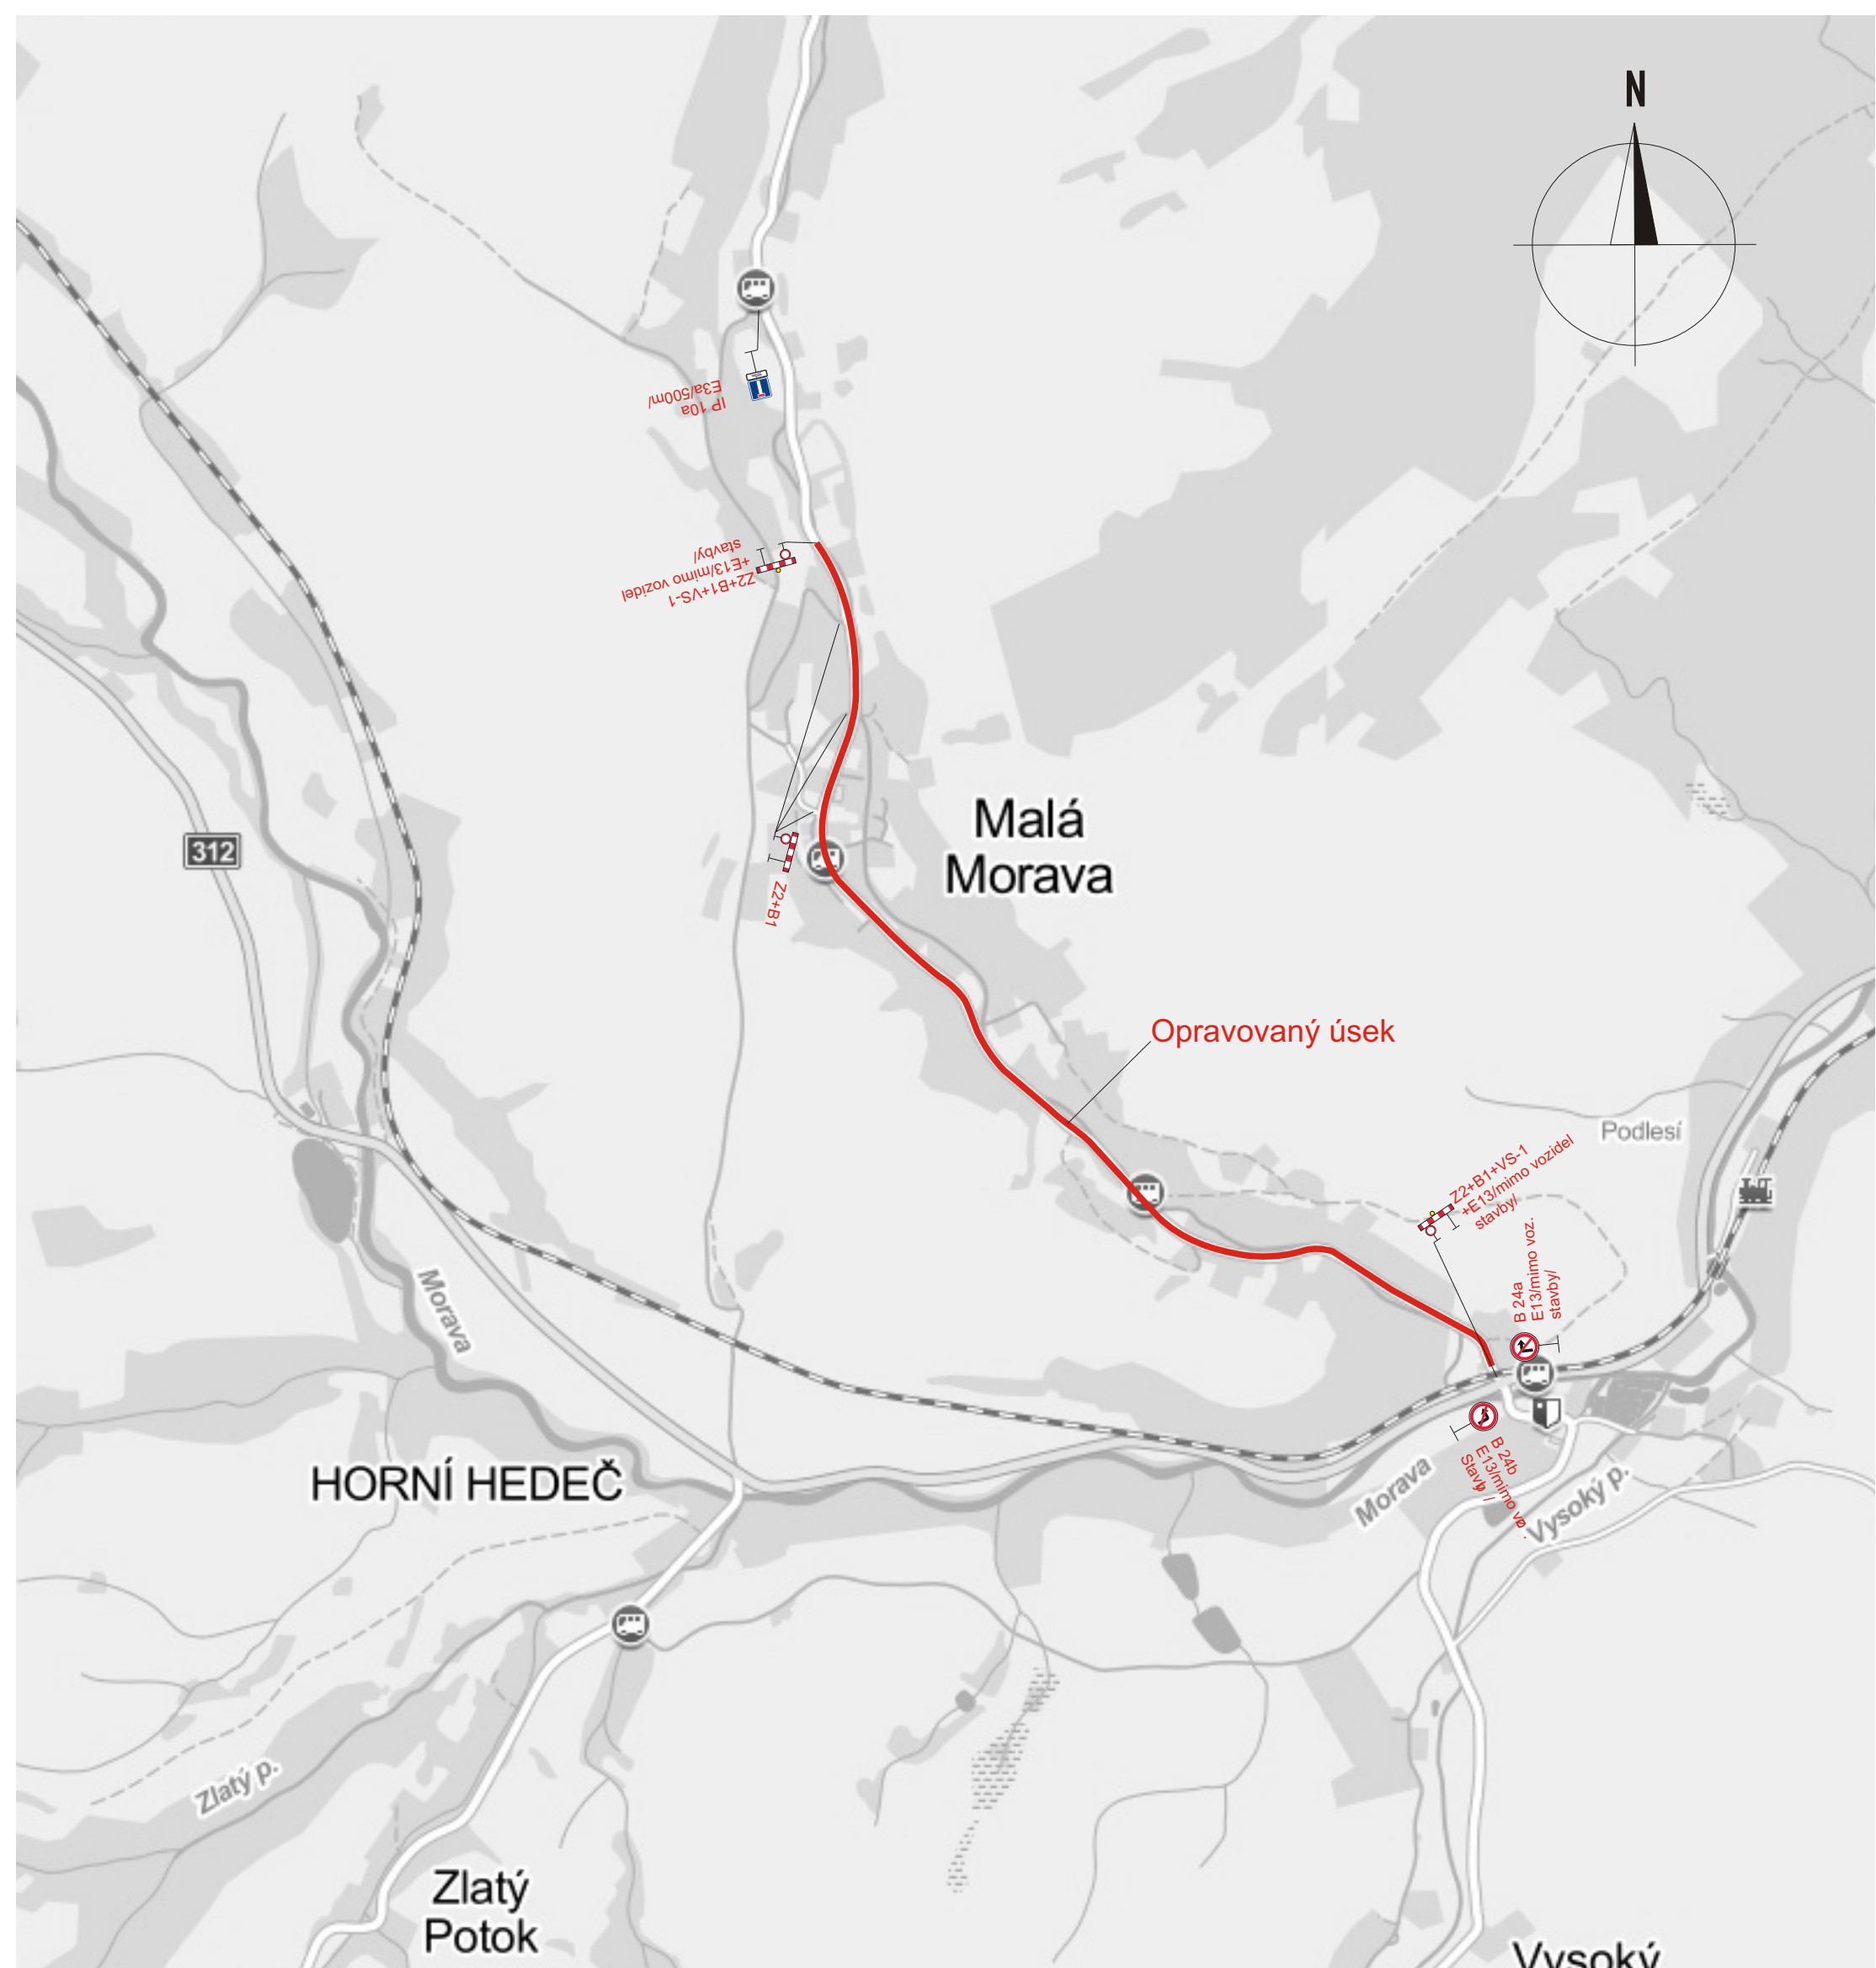 N
IP 10a
E3a/500m/
Z2+B1+VS-1
+E13/mimo vozidel
stavby/
312
Malá
Morava
Z2+B1
Opravovaný úsek
Podlesí
Z2+B1+VS-1
+E13/mimo vozidel
stavby/
B 24a
E13/mimo voz.
stavby/
Morava
B 24b
E13/mimo
HORNÍ HEDEČ
Morava
Vysoký p.
Zlatý p.
Zlatý
Potok
Vysoký